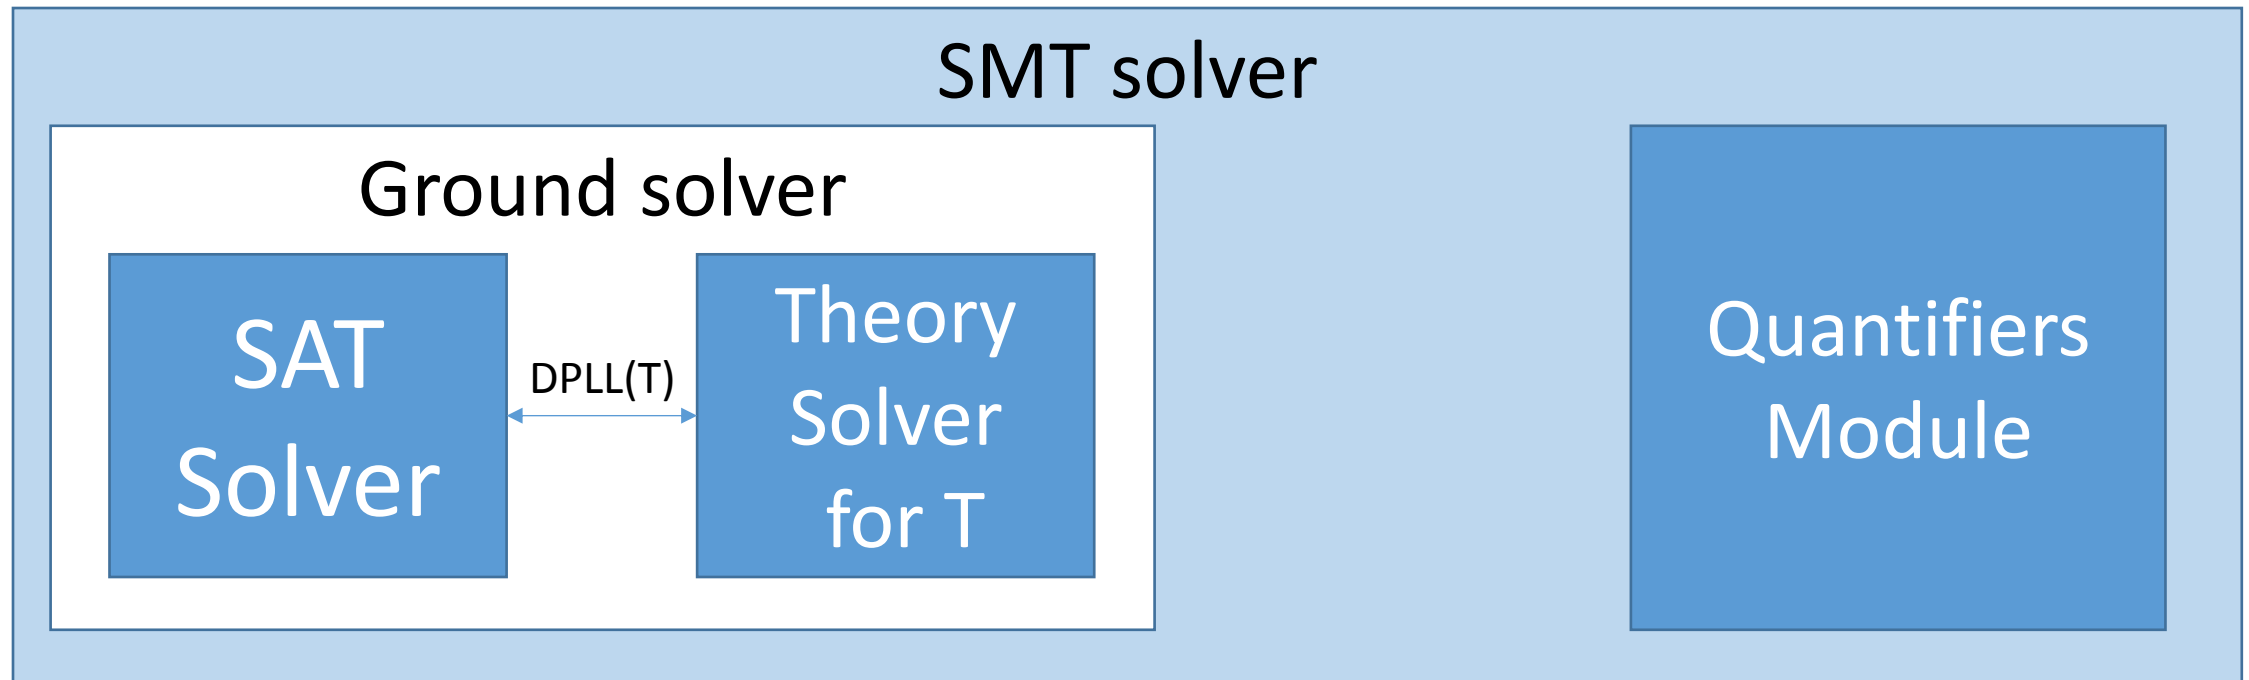 SMT solver
Ground solver
SAT
Solver
DPLL(T)
Theory
Solver
for T
Quantifiers
Module